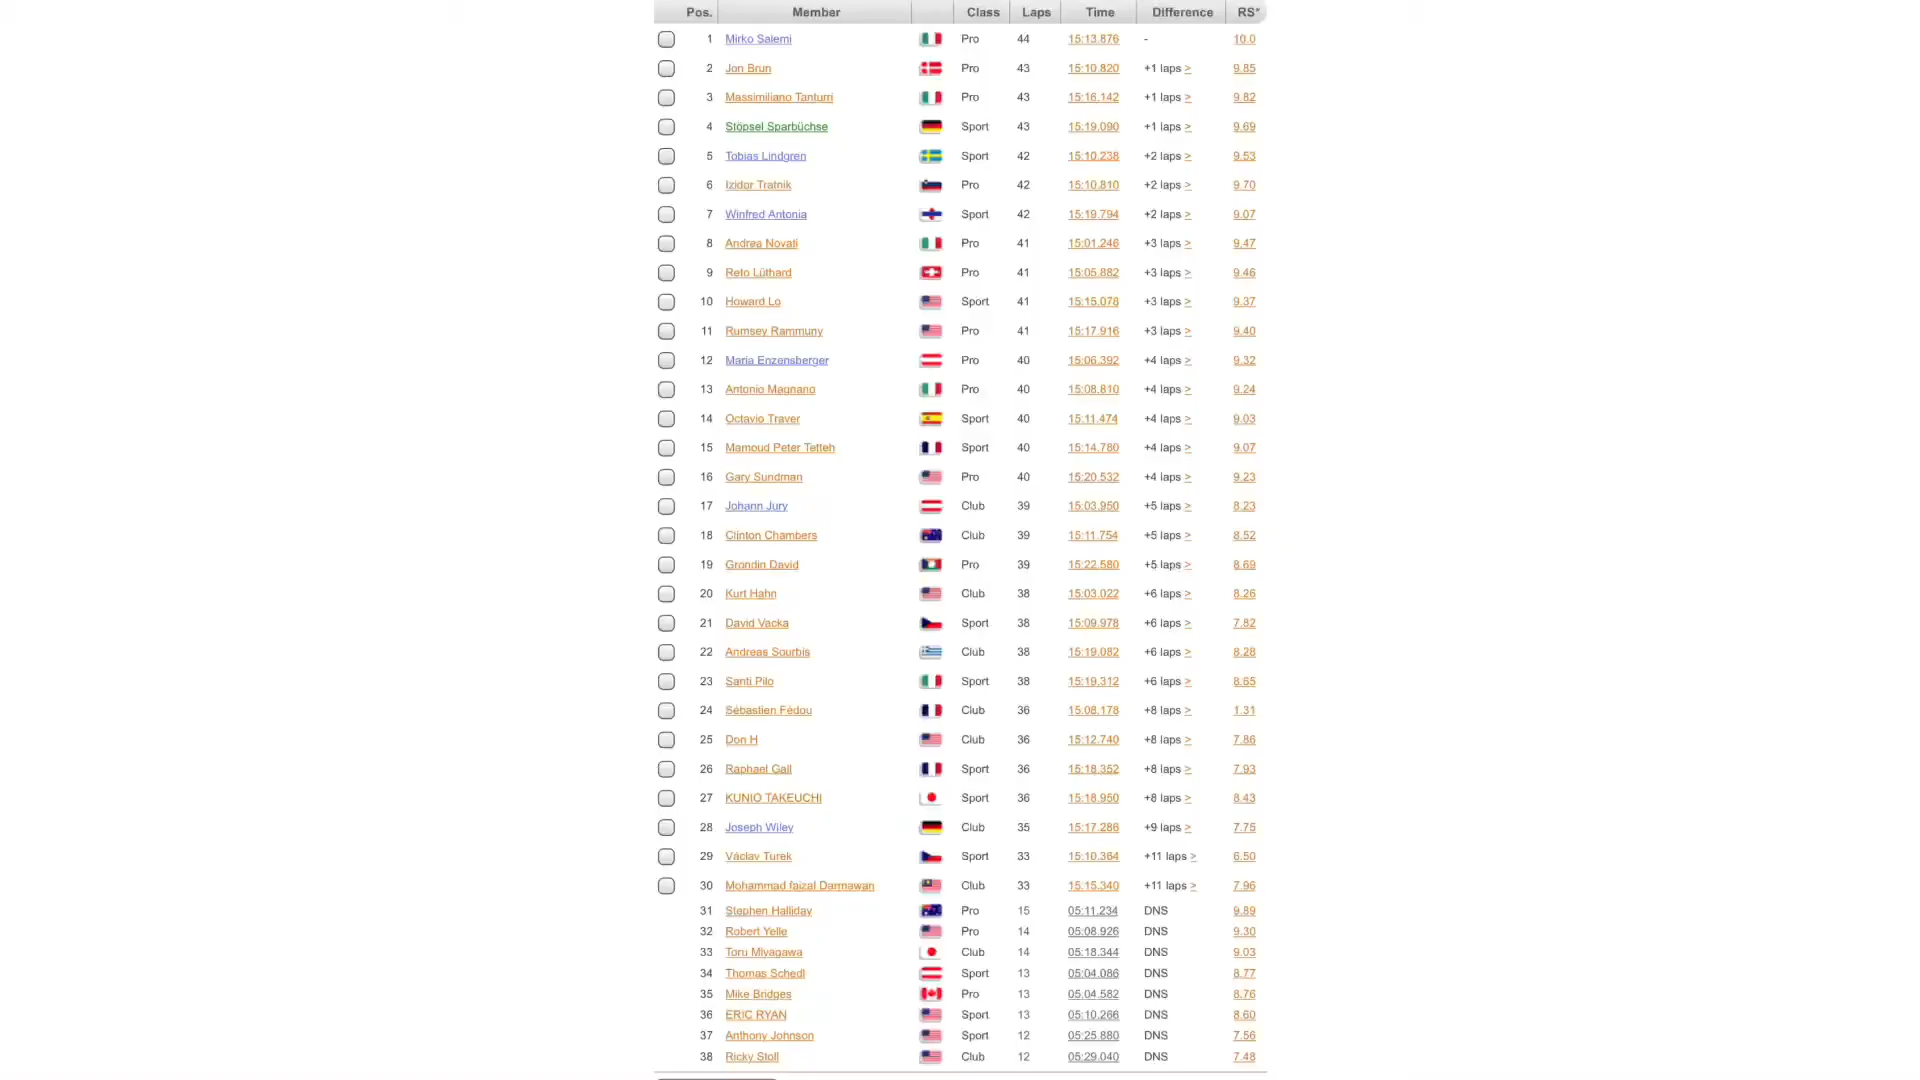 Pos. Member Class Laps Time Difference RS*
1 Mirko Salemi Pro 44 15:13.876 - 10.0
2 Jon Brun Pro 43 15:10.820 +1 laps > 9.85
3 Massimiliano Tanturri Pro 43 15:16.142 +1 laps > 9.82
4 Stöpsel Sparbüchse Sport 43 15:19.090 +1 laps > 9.69
5 Tobias Lindgren Sport 42 15:10.238 +2 laps > 9.53
6 Izidor Tratnik Pro 42 15:10.810 +2 laps > 9.70
7 Winfred Antonia Sport 42 15:19.794 +2 laps > 9.07
8 Andrea Novati Pro 41 15:01.246 +3 laps > 9.47
9 Reto Lüthard Pro 41 15:05.882 +3 laps > 9.46
10 Howard Lo Sport 41 15:15.078 +3 laps > 9.37
11 Rumsey Rammuny Pro 41 15:17.916 +3 laps > 9.40
12 Maria Enzensberger Pro 40 15:06.392 +4 laps > 9.32
13 Antonio Magnano Pro 40 15:08.810 +4 laps > 9.24
14 Octavio Traver Sport 40 15:11.474 +4 laps > 9.03
15 Mamoud Peter Tetteh Sport 40 15:14.780 +4 laps > 9.07
16 Gary Sundman Pro 40 15:20.532 +4 laps > 9.23
17 Johann Jury Club 39 15:03.950 +5 laps > 8.23
18 Clinton Chambers Club 39 15:11.754 +5 laps > 8.52
19 Grondin David Pro 39 15:22.580 +5 laps > 8.69
20 Kurt Hahn Club 38 15:03.022 +6 laps > 8.26
21 David Vacka Sport 38 15:09.978 +6 laps > 7.82
22 Andreas Sourbis Club 38 15:19.082 +6 laps > 8.28
23 Santi Pilo Sport 38 15:19.312 +6 laps > 8.65
24 Sébastien Fédou Club 36 15:08.178 +8 laps > 1.31
25 Don H Club 36 15:12.740 +8 laps > 7.86
26 Raphael Gall Sport 36 15:18.352 +8 laps > 7.93
27 KUNIO TAKEUCHI Sport 36 15:18.950 +8 laps > 8.43
28 Joseph Wiley Club 35 15:17.286 +9 laps > 7.75
29 Václav Turek Sport 33 15:10.364 +11 laps > 6.50
30 Mohammad faizal Darmawan Club 33 15:15.340 +11 laps > 7.96
31 Stephen Halliday Pro 15 05:11.234 DNS 9.89
32 Robert Yelle Pro 14 05:08.926 DNS 9.30
33 Toru Miyagawa Club 14 05:18.344 DNS 9.03
34 Thomas Schedl Sport 13 05:04.086 DNS 8.77
35 Mike Bridges Pro 13 05:04.582 DNS 8.76
36 ERIC RYAN Sport 13 05:10.266 DNS 8.60
37 Anthony Johnson Sport 12 05:25.880 DNS 7.56
38 Ricky Stoll Club 12 05:29.040 DNS 7.48